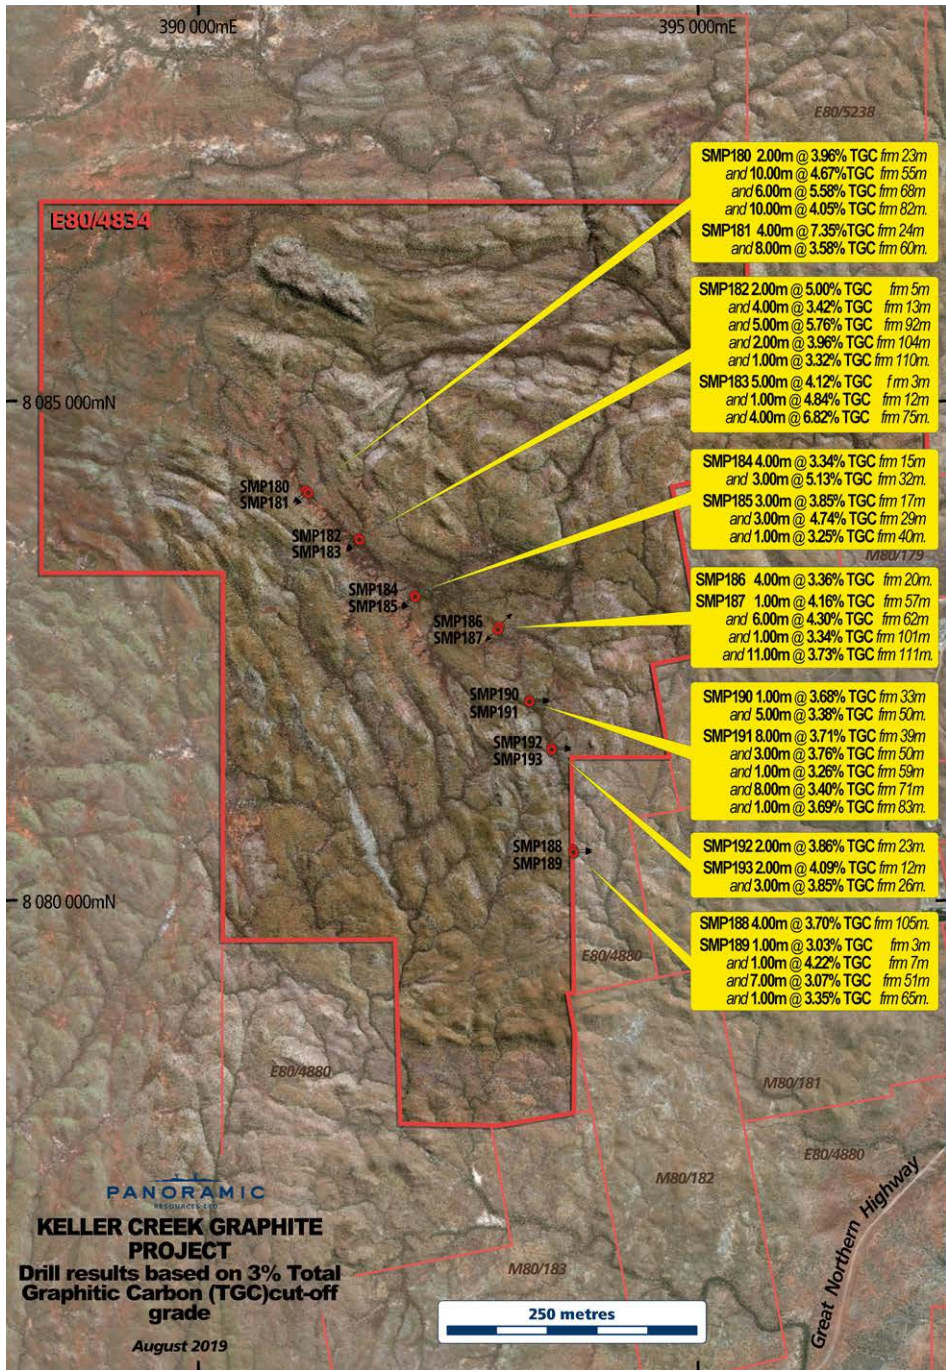 390 000mE
395 000mE
E80/5238
SMP180 2.00m @ 3.96% TGC frm 23m
and 10.00m @ 4.67%TGC frm 55m
and 6.00m @ 5.58% TGC frm 68m
and 10.00m @ 4.05% TGC frm 82m.
SMP181 4.00m @ 7.35%TGC frm 24m
and 8.00m @ 3.58% TGC frm 60m.
E80/4834
SMP182 2.00m @ 5.00% TGC frm 5m
and 4.00m @ 3.42% TGC frm 13m
and 5.00m @ 5.76% TGC frm 92m
and 2.00m @ 3.96% TGC frm 104m
and 1.00m @ 3.32% TGC frm 110m.
SMP183 5.00m @ 4.12% TGC f rm 3m
and 1.00m @ 4.84% TGC frm 12m
and 4.00m @ 6.82% TGC frm 75m.
8 085 000mN
SMP184 4.00m @ 3.34% TGC frm 15m
and 3.00m @ 5.13% TGC frm 32m.
SMP185 3.00m @ 3.85% TGC frm 17m
and 3.00m @ 4.74% TGC frm 29m
and 1.00m @ 3.25% TGC frm 40m.
M80/179
SMP180
SMP181
SMP182
SMP183
SMP184
SMP185
SMP186
SMP187
SMP186 4.00m @ 3.36% TGC frm 20m.
SMP187 1.00m @ 4.16% TGC frm 57m
and 6.00m @ 4.30% TGC frm 62m
and 1.00m @ 3.34% TGC frm 101m
and 11.00m @ 3.73% TGC frm 111m.
SMP190
SMP191
SMP190 1.00m @ 3.68% TGC frm 33m
and 5.00m @ 3.38% TGC frm 50m.
SMP191 8.00m @ 3.71% TGC frm 39m
and 3.00m @ 3.76% TGC frm 50m
and 1.00m @ 3.26% TGC frm 59m
and 8.00m @ 3.40% TGC frm 71m
and 1.00m @ 3.69% TGC frm 83m.
SMP192
SMP193
SMP192 2.00m @ 3.86% TGC frm 23m.
SMP193 2.00m @ 4.09% TGC frm 12m
and 3.00m @ 3.85% TGC frm 26m.
SMP188
SMP189
8 080 000mN
SMP188 4.00m @ 3.70% TGC frm 105m.
SMP189 1.00m @ 3.03% TGC frm 3m
and 1.00m @ 4.22% TGC frm 7m
and 7.00m @ 3.07% TGC frm 51m
and 1.00m @ 3.35% TGC frm 65m.
E80/4880
E80/4880
M80/181
E80/4880
M80/182
M80/183
Great Northern Highway
PANORAMIC
RESOURCES LTD
KELLER CREEK GRAPHITE
PROJECT
Drill results based on 3% Total
Graphitic Carbon (TGC)cut-off
grade
August 2019
250 metres